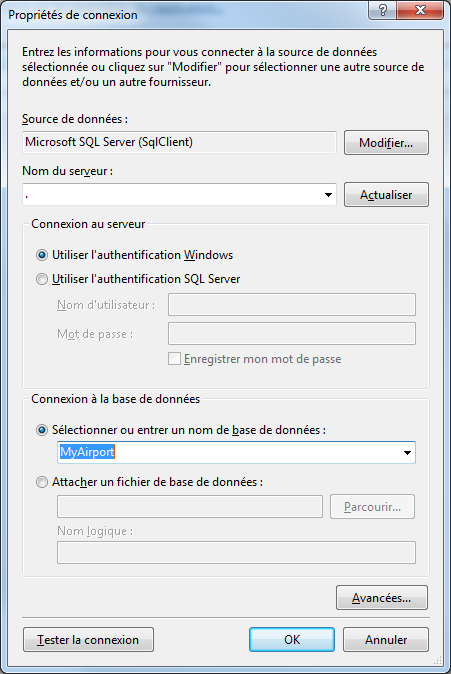 Propriétés de connexion
?
Entrez les informations pour vous connecter à la source de données
sélectionnée ou cliquez sur "Modifier" pour sélectionner une autre source de
données et/ou un autre fournisseur.
Source de données :
Microsoft SQL Server (SqlClient)
Modifier...
Nom du serveur :
.
Actualiser
Connexion au serveur
Utiliser l'authentification Windows
Utiliser l'authentification SQL Server
Nom d'utilisateur :
Mot de passe :
Enregistrer mon mot de passe
Connexion à la base de données
Sélectionner ou entrer un nom de base de données :
MyAirport
Attacher un fichier de base de données :
Parcourir...
Nom logique :
Avancées...
Tester la connexion
OK
Annuler